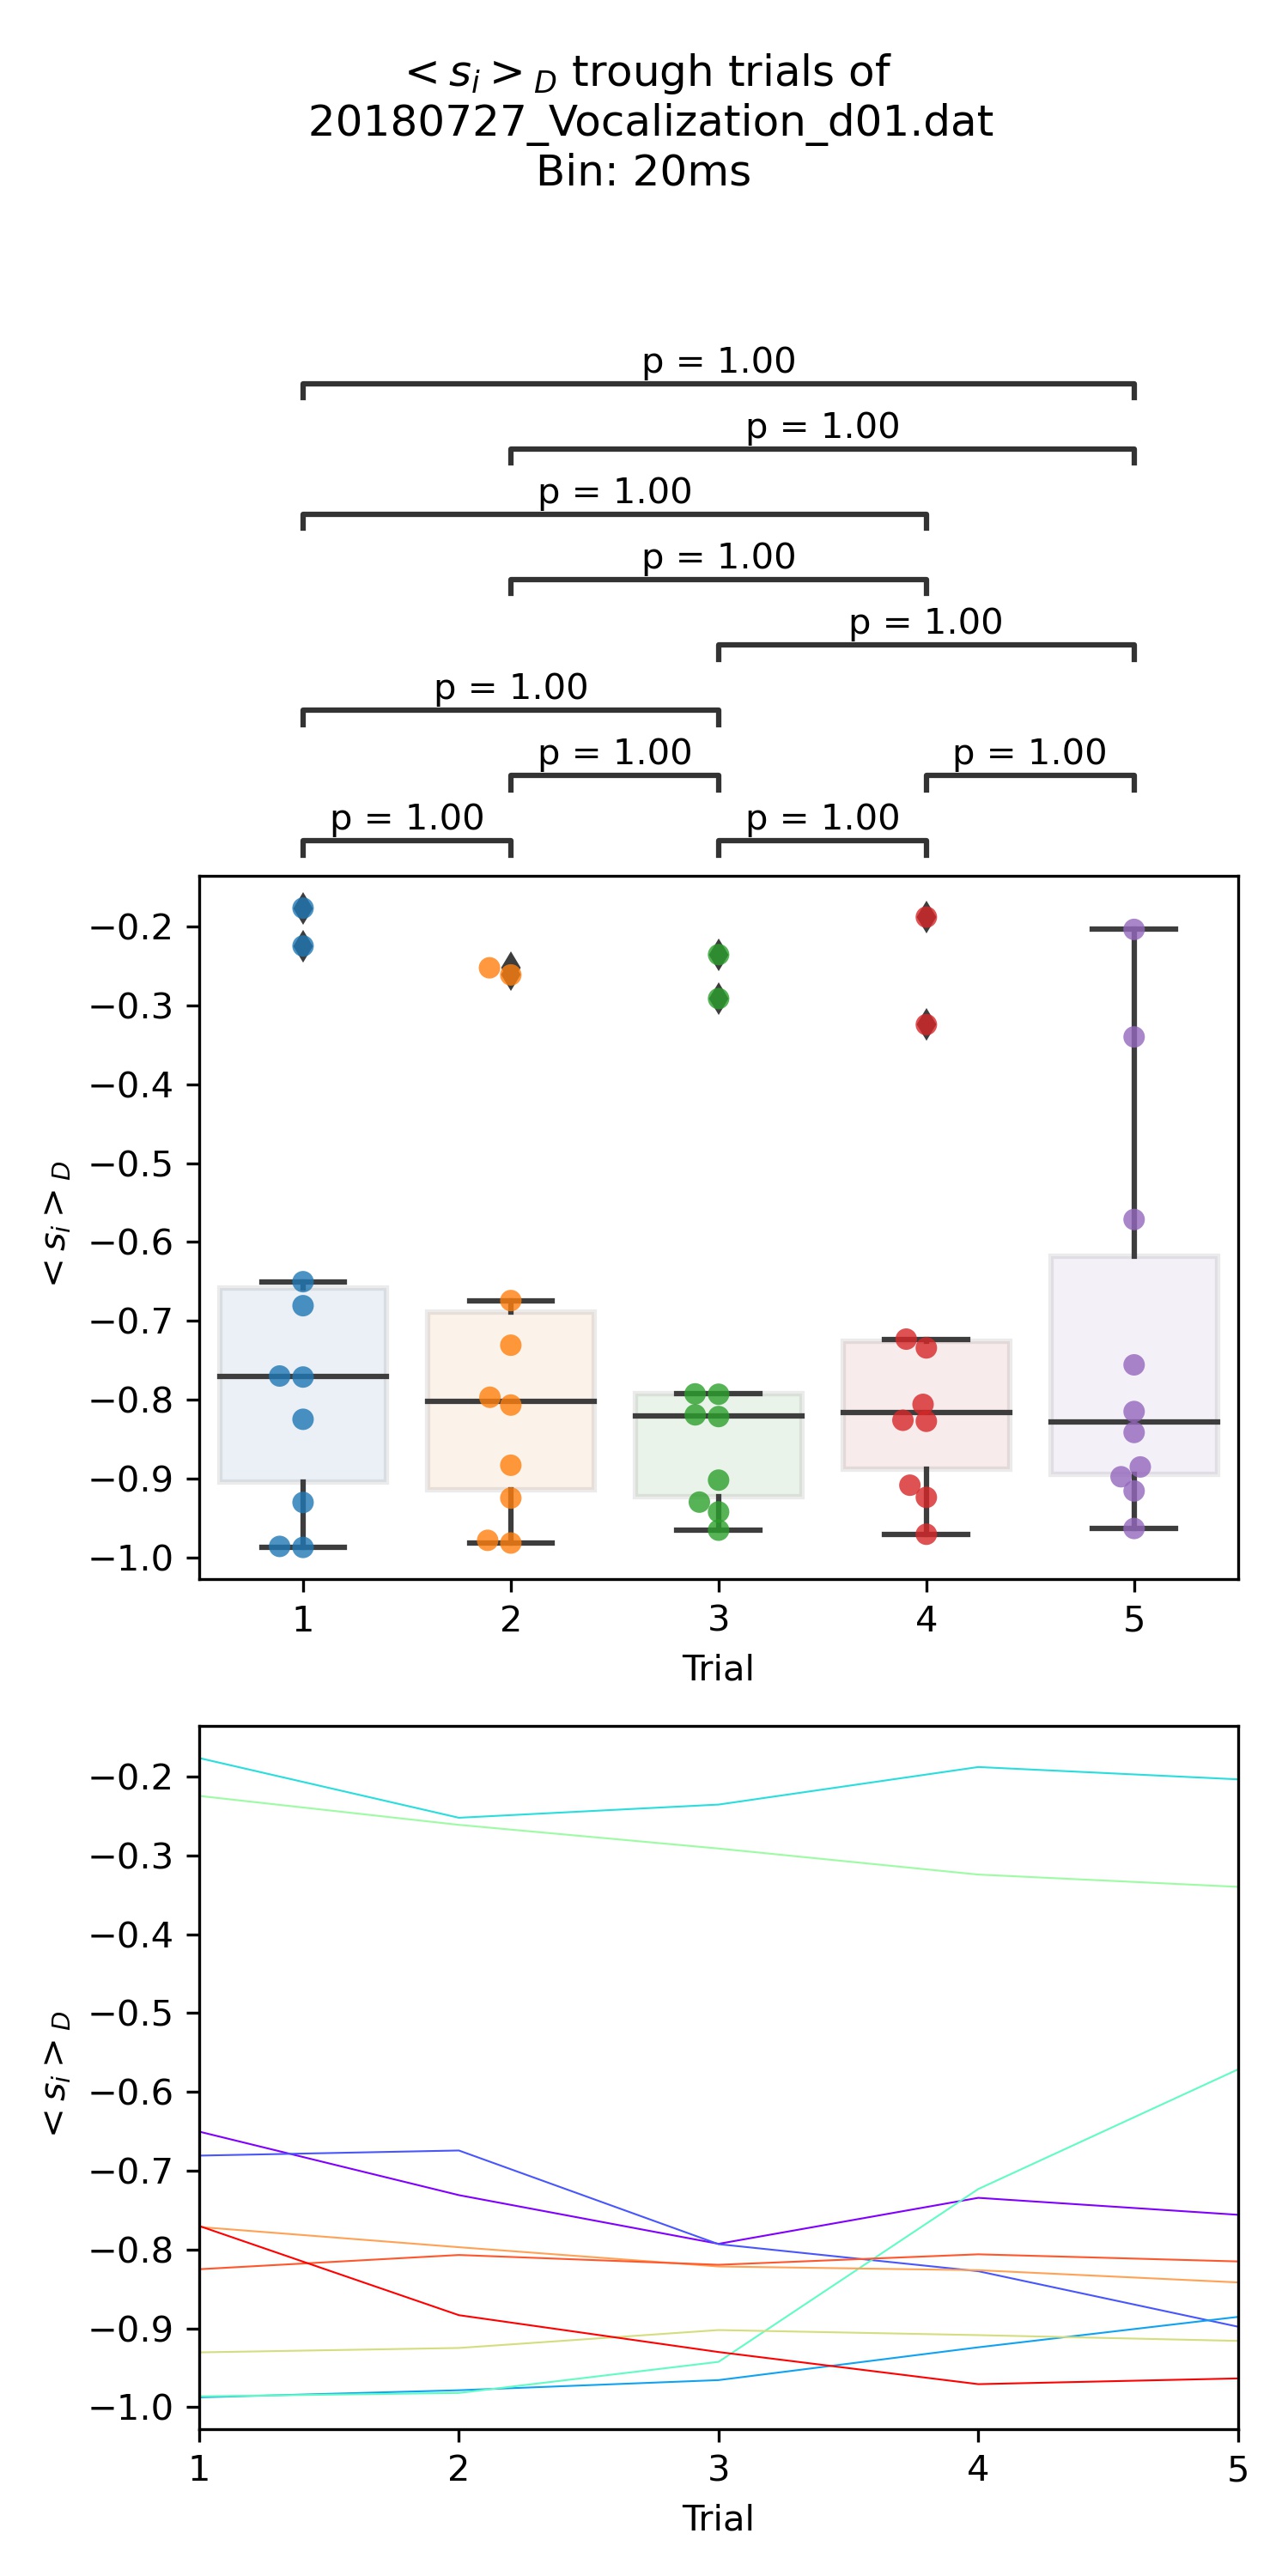 < s_i >_D trough trials of
20180727_Vocalization_d01.dat
Bin: 20ms
p = 1.00
p = 1.00
p = 1.00
p = 1.00
p = 1.00
p = 1.00
p = 1.00 p = 1.00
p = 1.00 p = 1.00
−0.2
−0.3
−0.4
−0.5
−0.6
−0.7
−0.8
−0.9
−1.0
< s_i >_D
1 2 3 4 5
Trial
−0.2
−0.3
−0.4
−0.5
−0.6
−0.7
−0.8
−0.9
−1.0
< s_i >_D
1 2 3 4 5
Trial